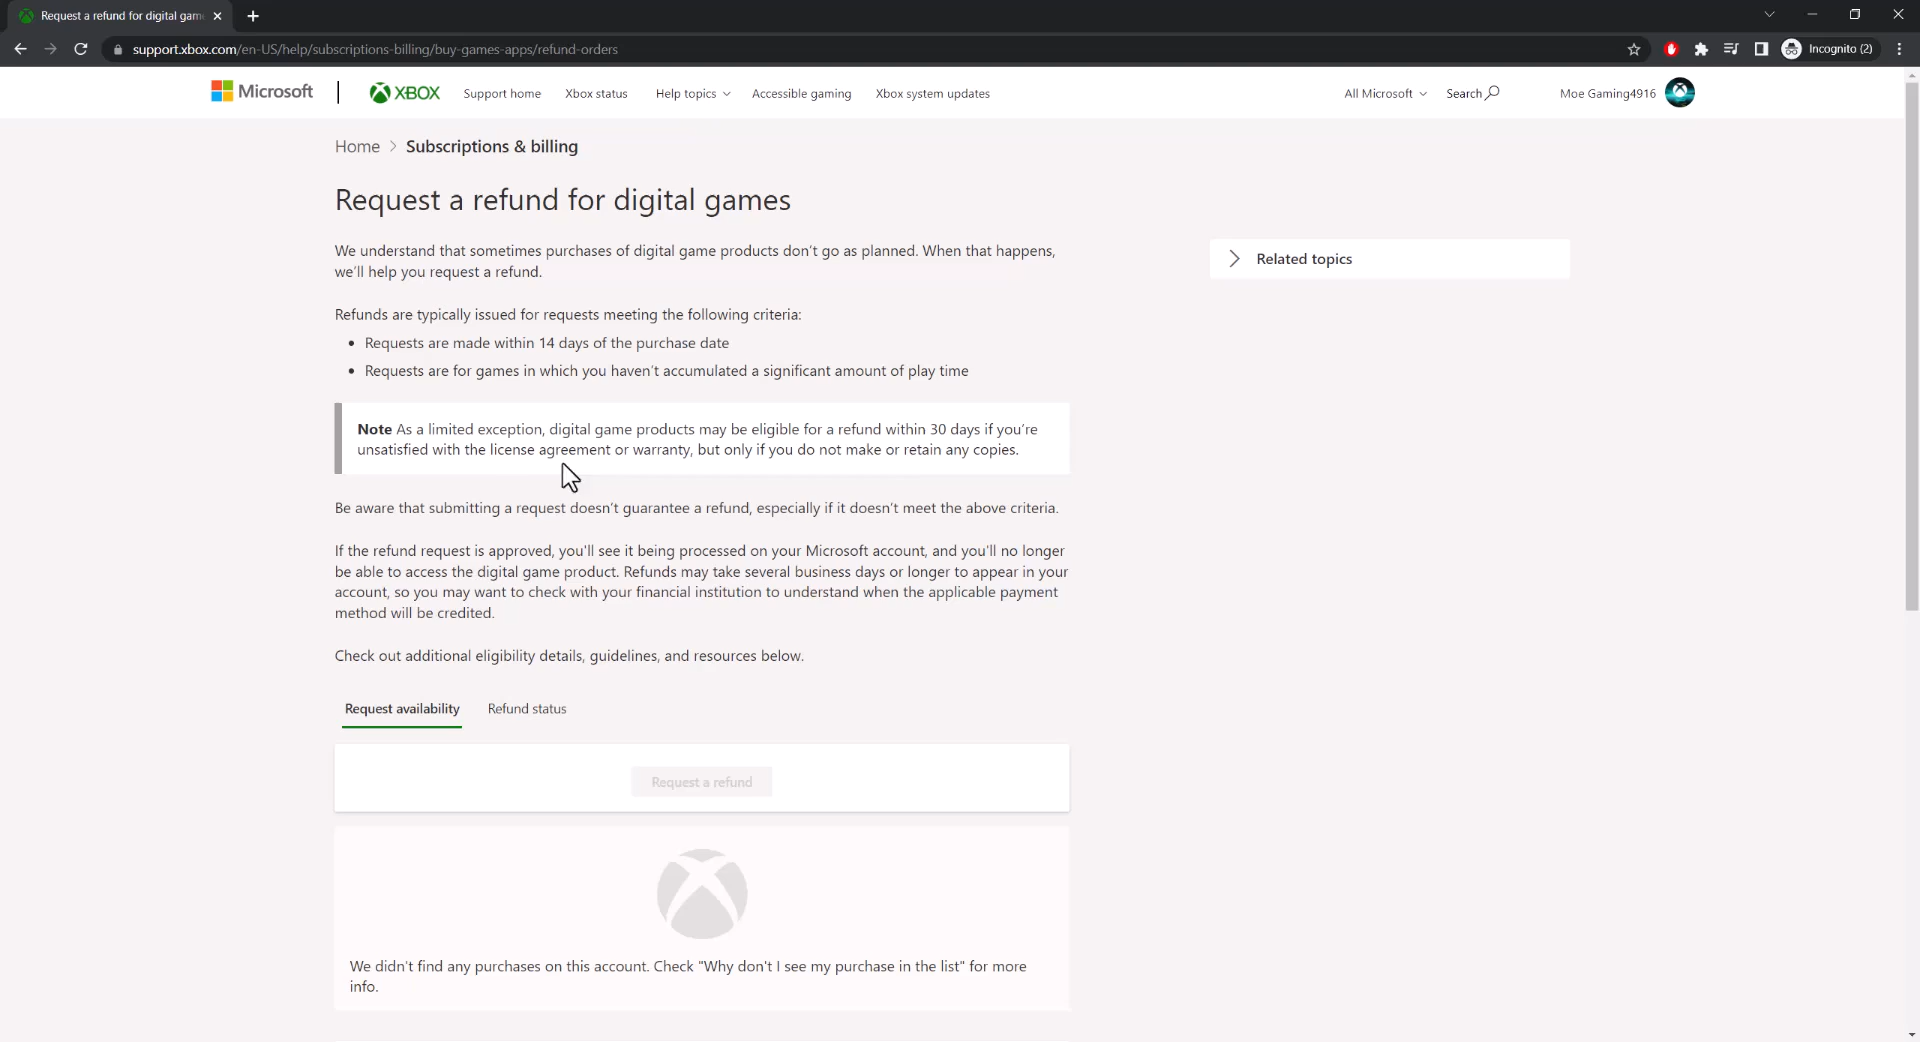 Request a refund for digital gam
support.xbox.com/en-US/help/subscriptions-billing/buy-games-apps/refund-orders
Incognito (2)
Microsoft
XBOX
Support home
Xbox status
Help topics
Accessible gaming
Xbox system updates
All Microsoft
Search
Moe Gaming4916
Home > Subscriptions & billing
Request a refund for digital games
We understand that sometimes purchases of digital game products don't go as planned. When that happens,
we'll help you request a refund.
Related topics
Refunds are typically issued for requests meeting the following criteria:
• Requests are made within 14 days of the purchase date
• Requests are for games in which you haven't accumulated a significant amount of play time
Note As a limited exception, digital game products may be eligible for a refund within 30 days if you're
unsatisfied with the license agreement or warranty, but only if you do not make or retain any copies.
Be aware that submitting a request doesn't guarantee a refund, especially if it doesn't meet the above criteria.
If the refund request is approved, you'll see it being processed on your Microsoft account, and you'll no longer
be able to access the digital game product. Refunds may take several business days or longer to appear in your
account, so you may want to check with your financial institution to understand when the applicable payment
method will be credited.
Check out additional eligibility details, guidelines, and resources below.
Request availability
Refund status
Request a refund
We didn't find any purchases on this account. Check "Why don't I see my purchase in the list" for more
info.